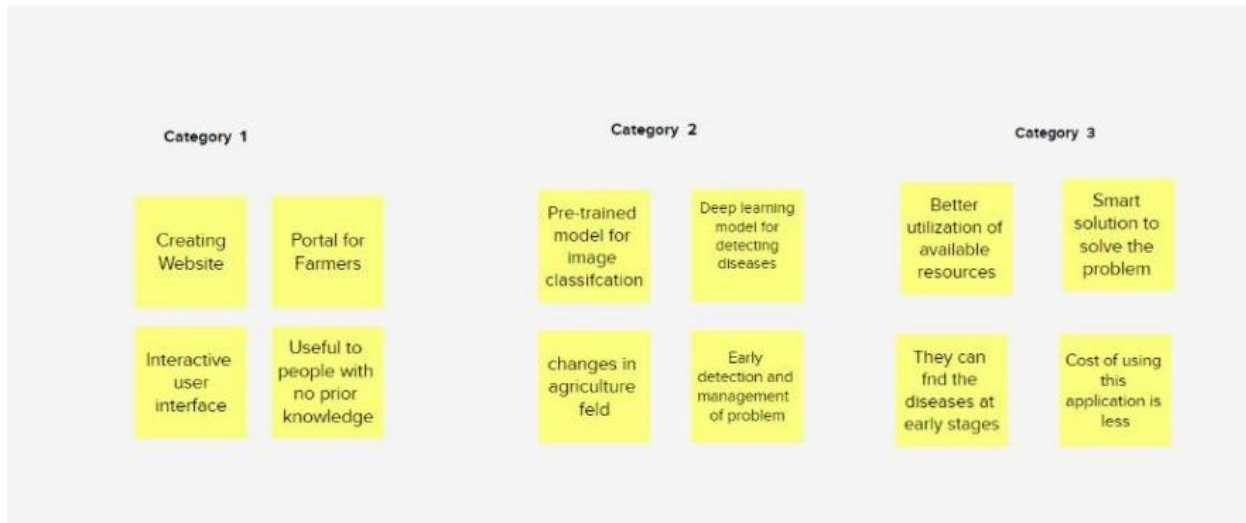 Category 1
Creating
Website
Portal for
Farmers
Interactive
user
interface
Useful to
people with
no prior
knowledge
Category 2
Pre-trained
model for
image
classifcation
Deep learning
model for
detecting
diseases
changes in
agriculture
feld
Early
detection and
management
of problem
Category 3
Better
utilization of
available
resources
Smart
solution to
solve the
problem
They can
fnd the
diseases at
early stages
Cost of using
this
application is
less